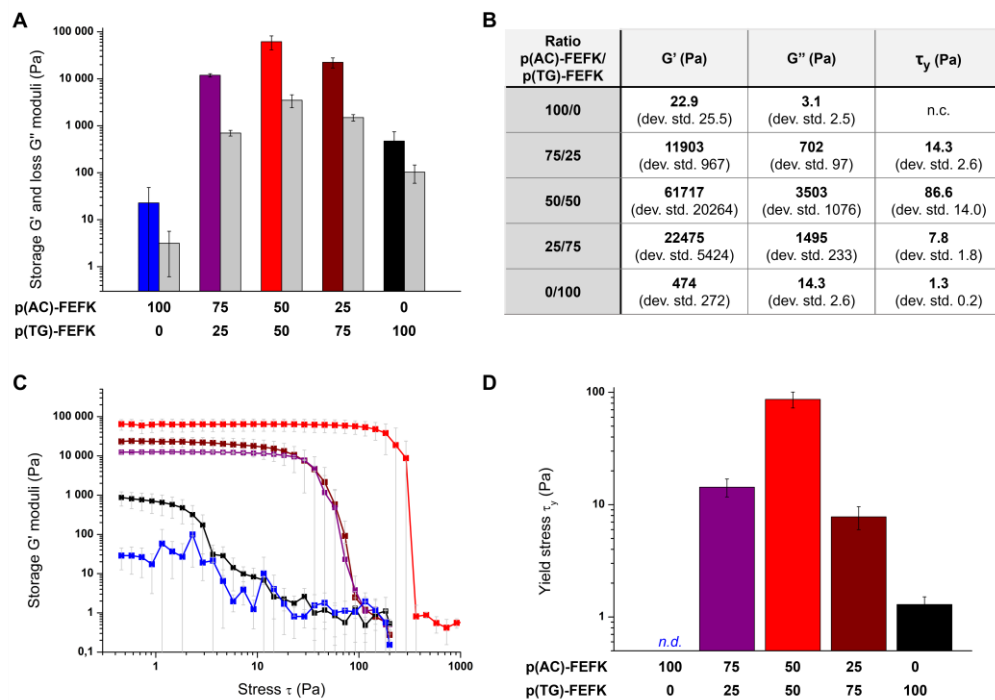 A
Storage G' and loss G" moduli (Pa)
100 000
10 000
1 000
100
10
1
p(AC)-FEFK 100 75 50 25 0
p(TG)-FEFK 0 25 50 75 100
B
Ratio p(AC)-FEFK/ p(TG)-FEFK G' (Pa) G" (Pa) τy (Pa)
100/0 22.9 (dev. std. 25.5) 3.1 (dev. std. 2.5) n.c.
75/25 11903 (dev. std. 967) 702 (dev. std. 97) 14.3 (dev. std. 2.6)
50/50 61717 (dev. std. 20264) 3503 (dev. std. 1076) 86.6 (dev. std. 14.0)
25/75 22475 (dev. std. 5424) 1495 (dev. std. 233) 7.8 (dev. std. 1.8)
0/100 474 (dev. std. 272) 14.3 (dev. std. 2.6) 1.3 (dev. std. 0.2)
C
Storage G' moduli (Pa)
100 000
10 000
1 000
100
10
1
0,1
1 10 100 1000
Stress τ (Pa)
D
Yield stress τy (Pa)
100
10
1
n.d.
p(AC)-FEFK 100 75 50 25 0
p(TG)-FEFK 0 25 50 75 100